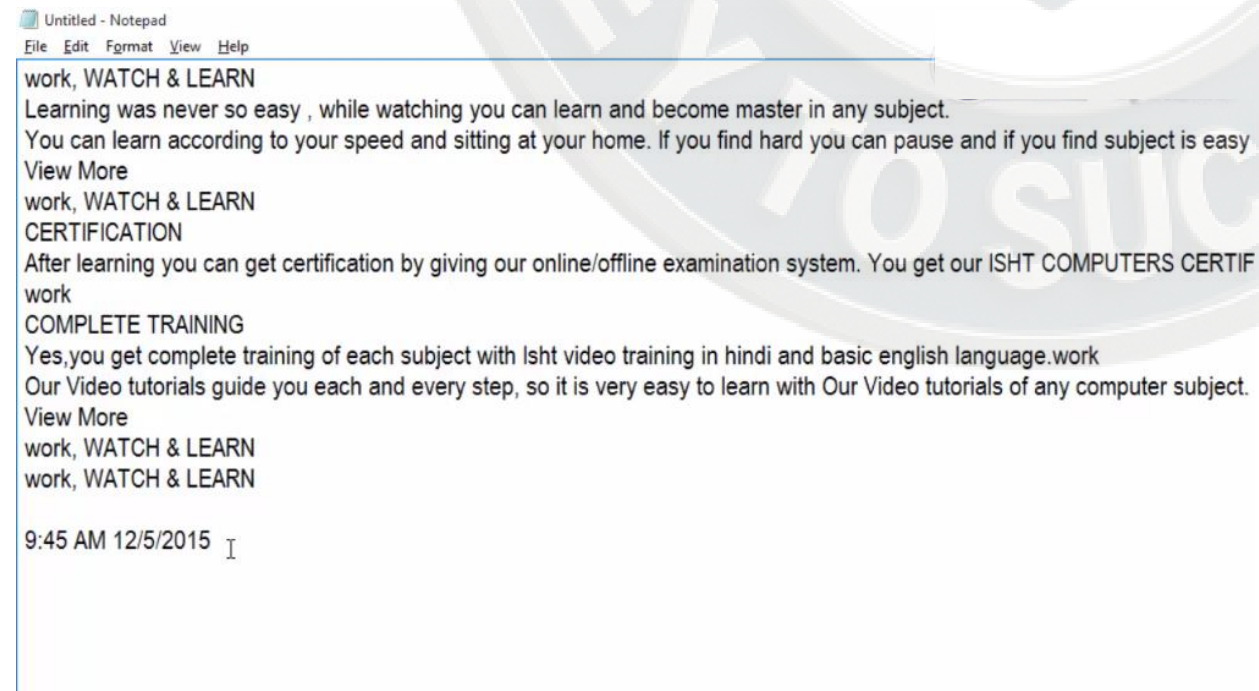 Untitled - Notepad
File Edit Format View Help
work, WATCH & LEARN
Learning was never so easy , while watching you can learn and become master in any subject.
You can learn according to your speed and sitting at your home. If you find hard you can pause and if you find subject is easy
View More
work, WATCH & LEARN
CERTIFICATION
After learning you can get certification by giving our online/offline examination system. You get our ISHT COMPUTERS CERTIF
work
COMPLETE TRAINING
Yes,you get complete training of each subject with Isht video training in hindi and basic english language.work
Our Video tutorials guide you each and every step, so it is very easy to learn with Our Video tutorials of any computer subject.
View More
work, WATCH & LEARN
work, WATCH & LEARN
9:45 AM 12/5/2015
Y TO SUC